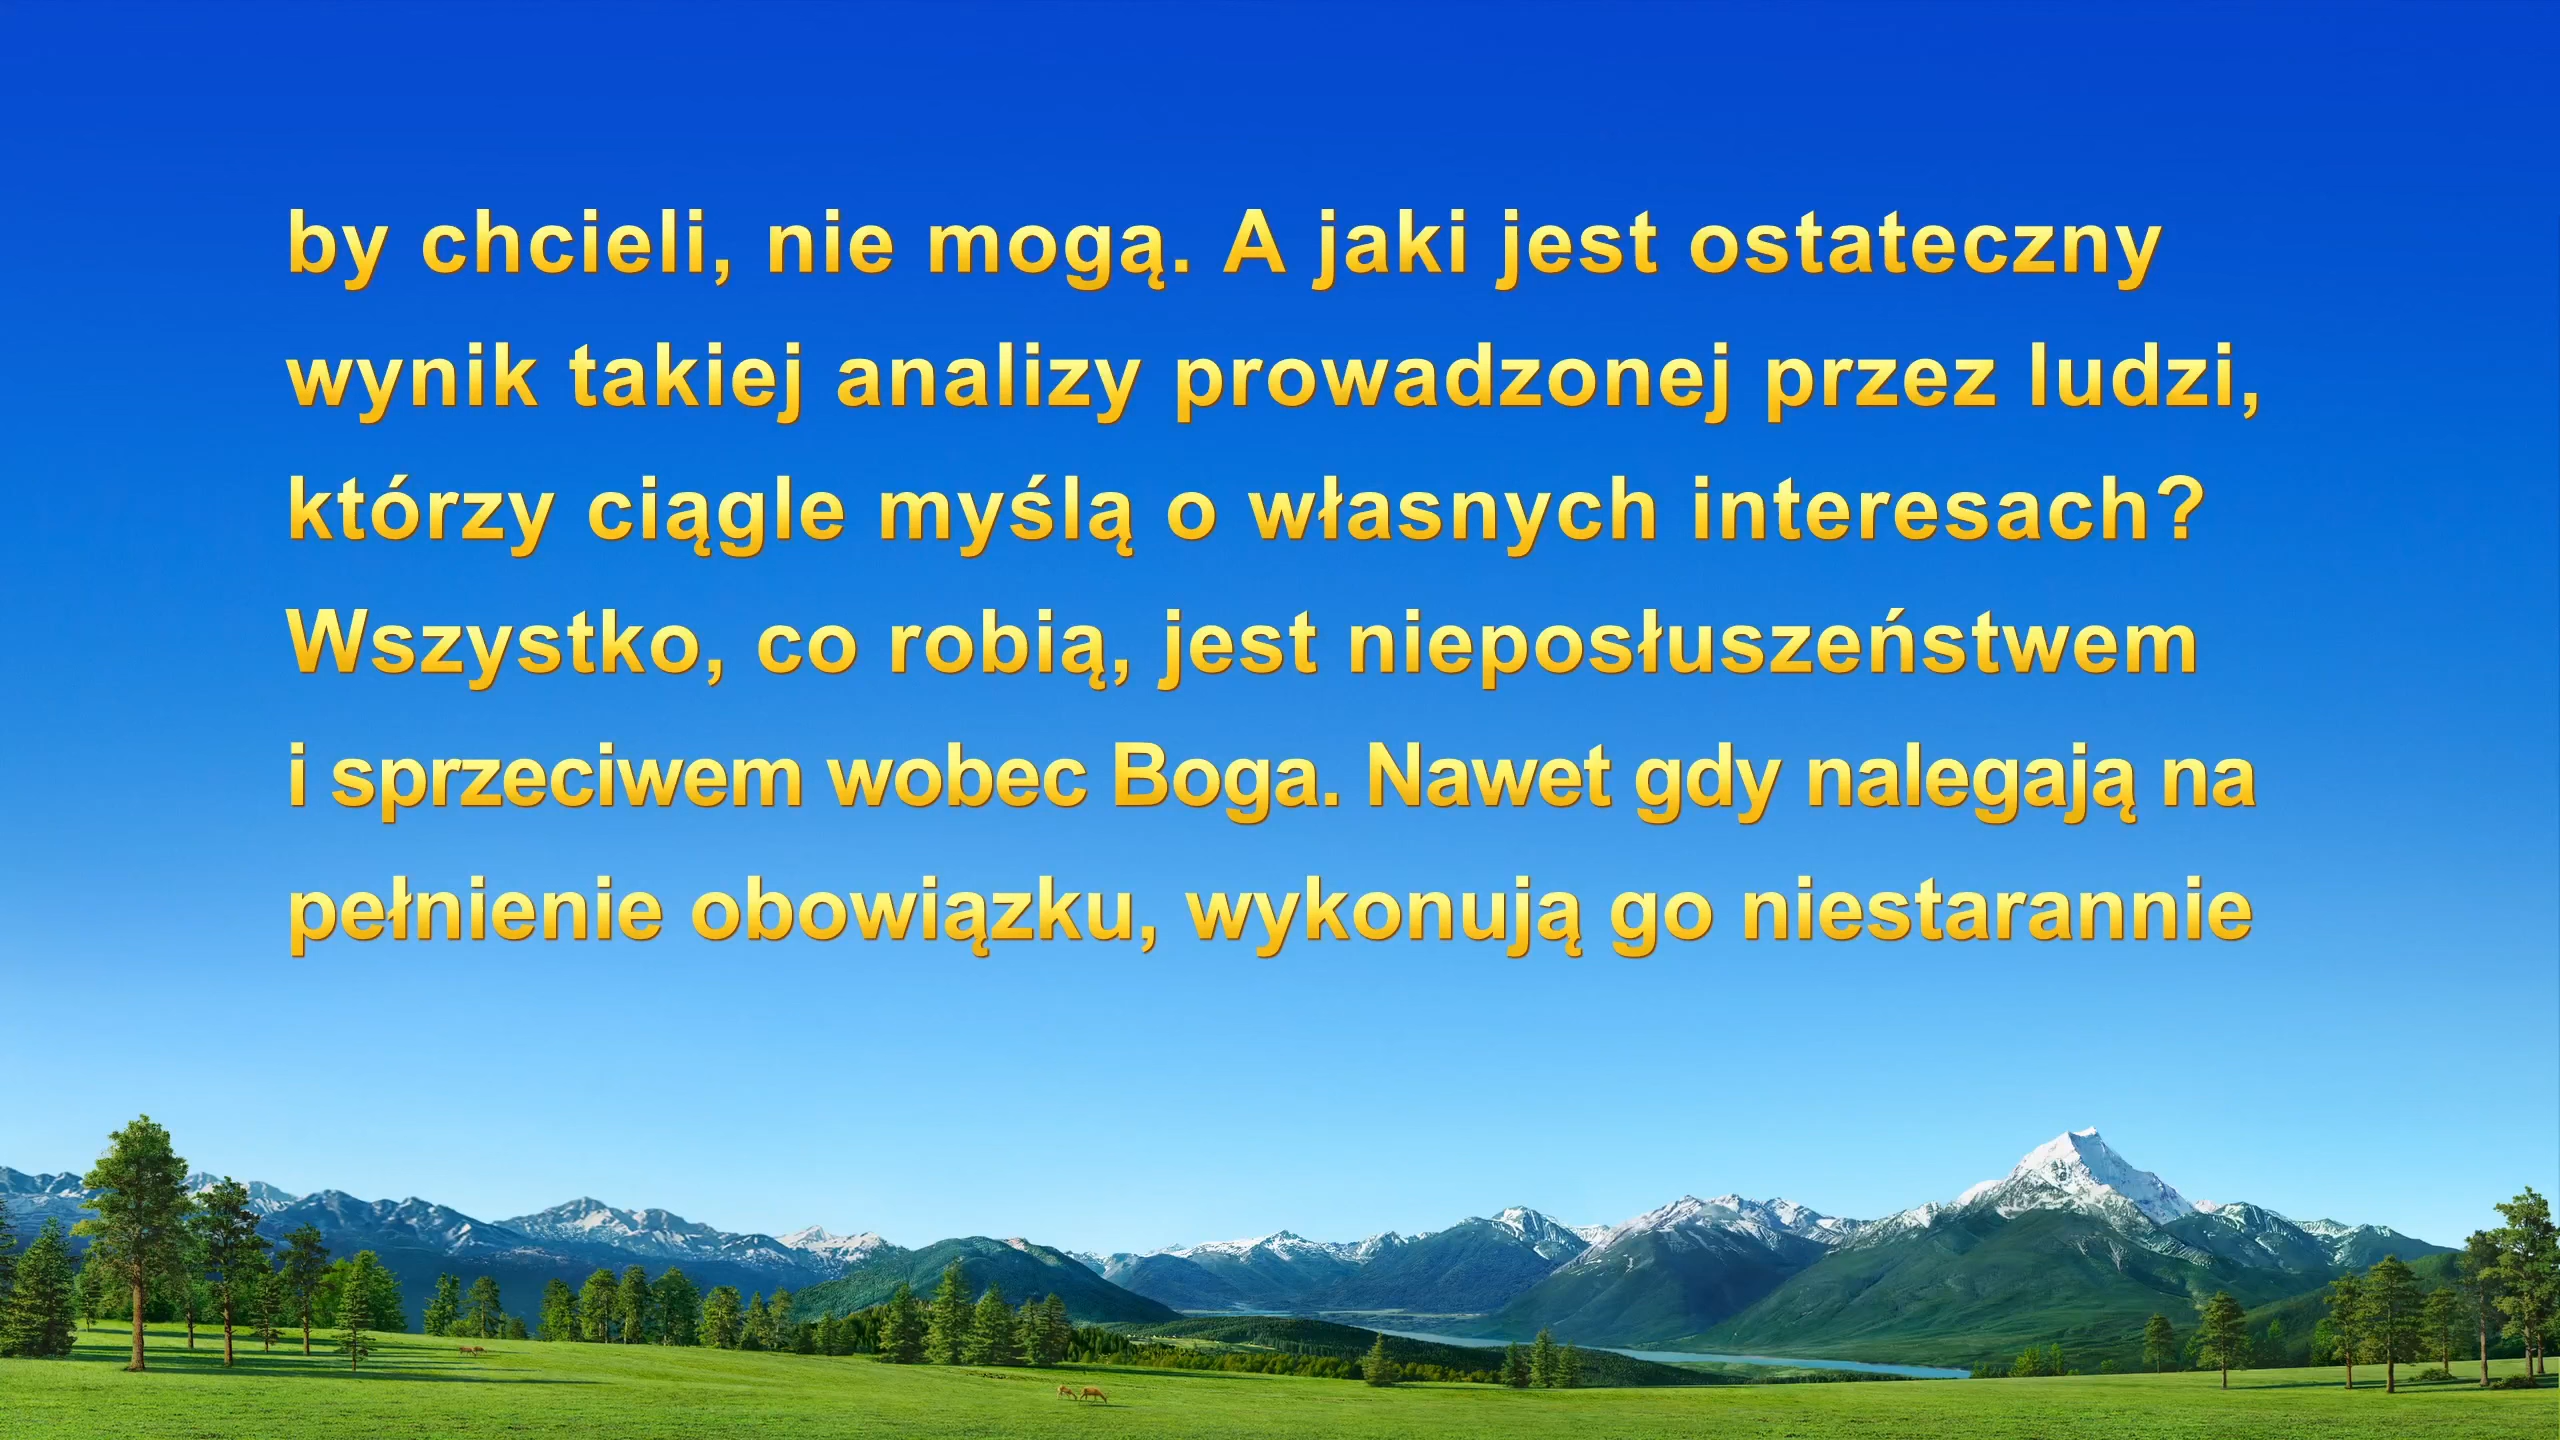 by chcieli, nie mogą. A jaki jest ostateczny
wynik takiej analizy prowadzonej przez ludzi,
którzy ciągle myślą o własnych interesach?
Wszystko, co robią, jest nieposłuszeństwem
i sprzeciwem wobec Boga. Nawet gdy nalegają na
pełnienie obowiązku, wykonują go niestarannie